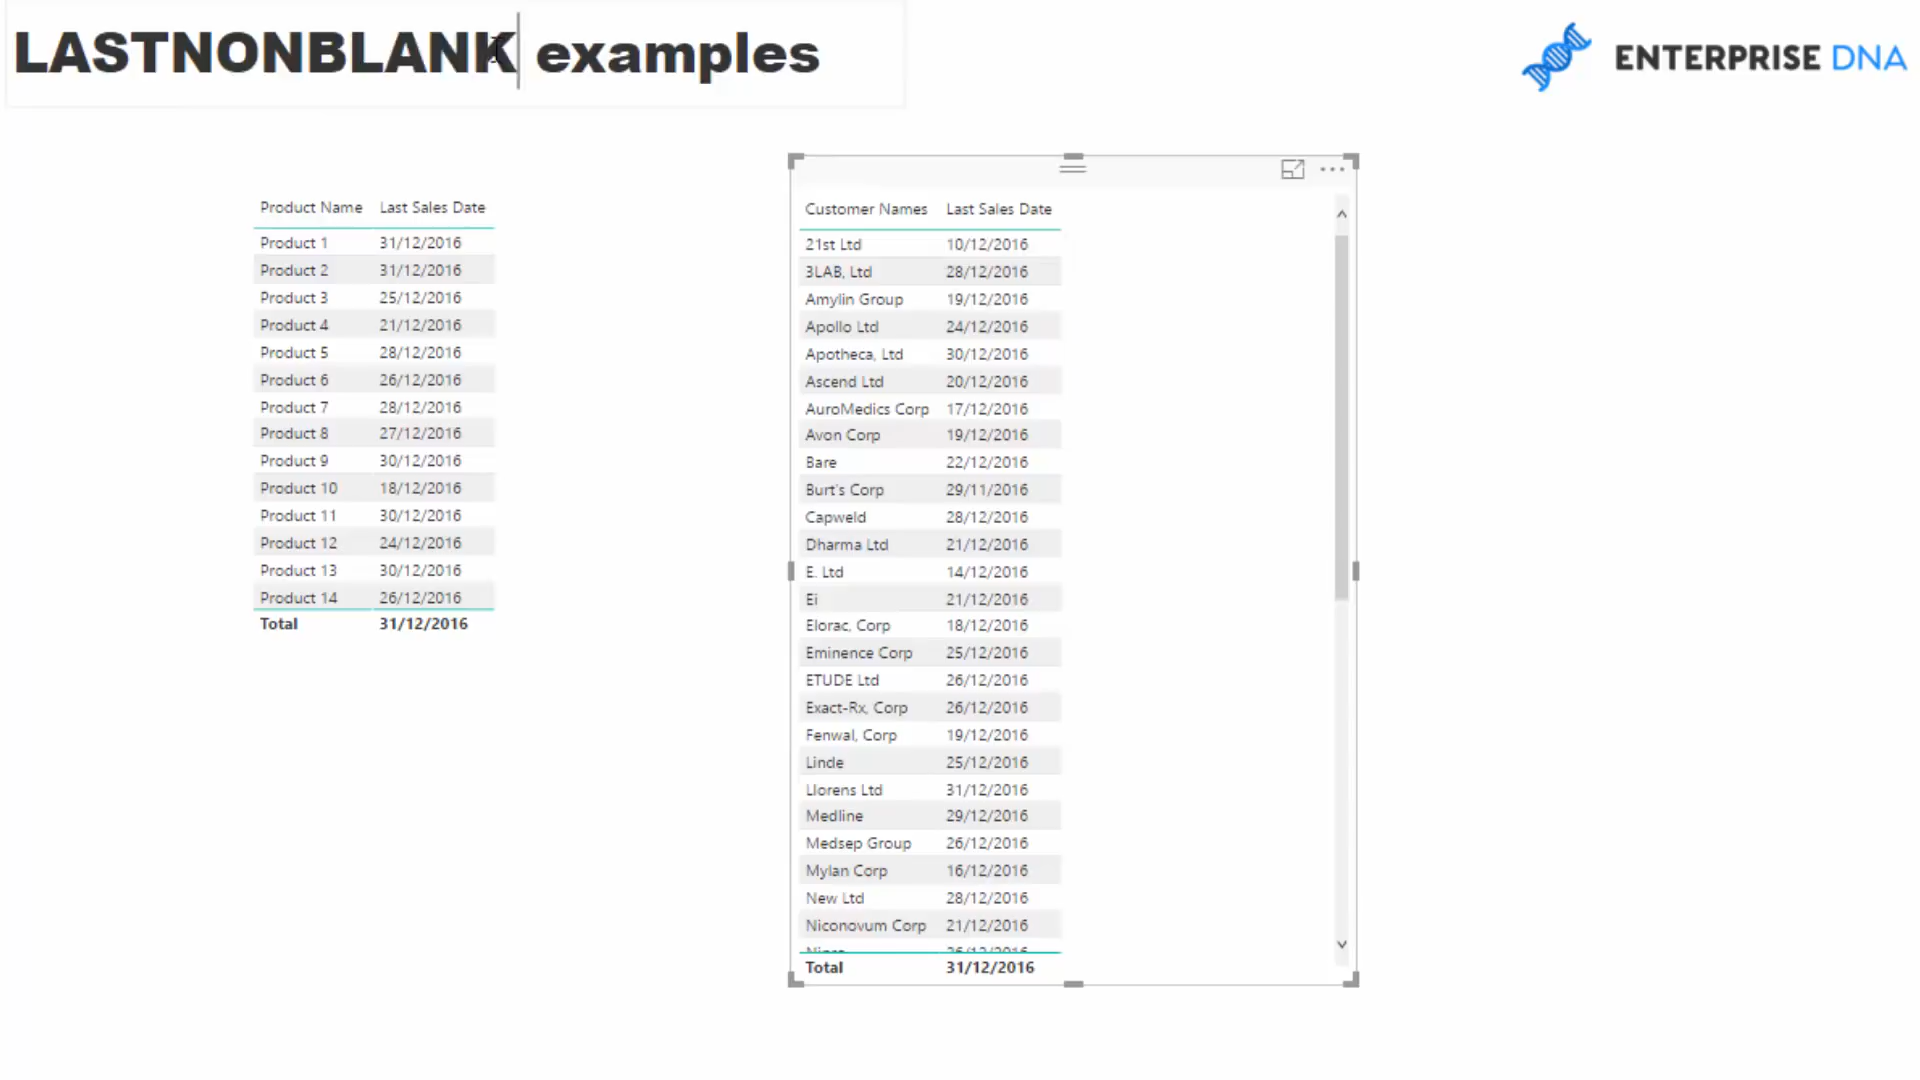 LASTNONBLANK examples
ENTERPRISE DNA
Product Name Last Sales Date
Product 1 31/12/2016
Product 2 31/12/2016
Product 3 25/12/2016
Product 4 21/12/2016
Product 5 28/12/2016
Product 6 26/12/2016
Product 7 28/12/2016
Product 8 27/12/2016
Product 9 30/12/2016
Product 10 18/12/2016
Product 11 30/12/2016
Product 12 24/12/2016
Product 13 30/12/2016
Product 14 26/12/2016
Total 31/12/2016
Customer Names Last Sales Date
21st Ltd 10/12/2016
3LAB, Ltd 28/12/2016
Amylin Group 19/12/2016
Apollo Ltd 24/12/2016
Apotheca, Ltd 30/12/2016
Ascend Ltd 20/12/2016
AuroMedics Corp 17/12/2016
Avon Corp 19/12/2016
Bare 22/12/2016
Burt's Corp 29/11/2016
Capweld 28/12/2016
Dharma Ltd 21/12/2016
E. Ltd 14/12/2016
Ei 21/12/2016
Elorac, Corp 18/12/2016
Eminence Corp 25/12/2016
ETUDE Ltd 26/12/2016
Exact-Rx, Corp 26/12/2016
Fenwal, Corp 19/12/2016
Linde 25/12/2016
Llorens Ltd 31/12/2016
Medline 29/12/2016
Medsep Group 26/12/2016
Mylan Corp 16/12/2016
New Ltd 28/12/2016
Niconovum Corp 21/12/2016
Total 31/12/2016